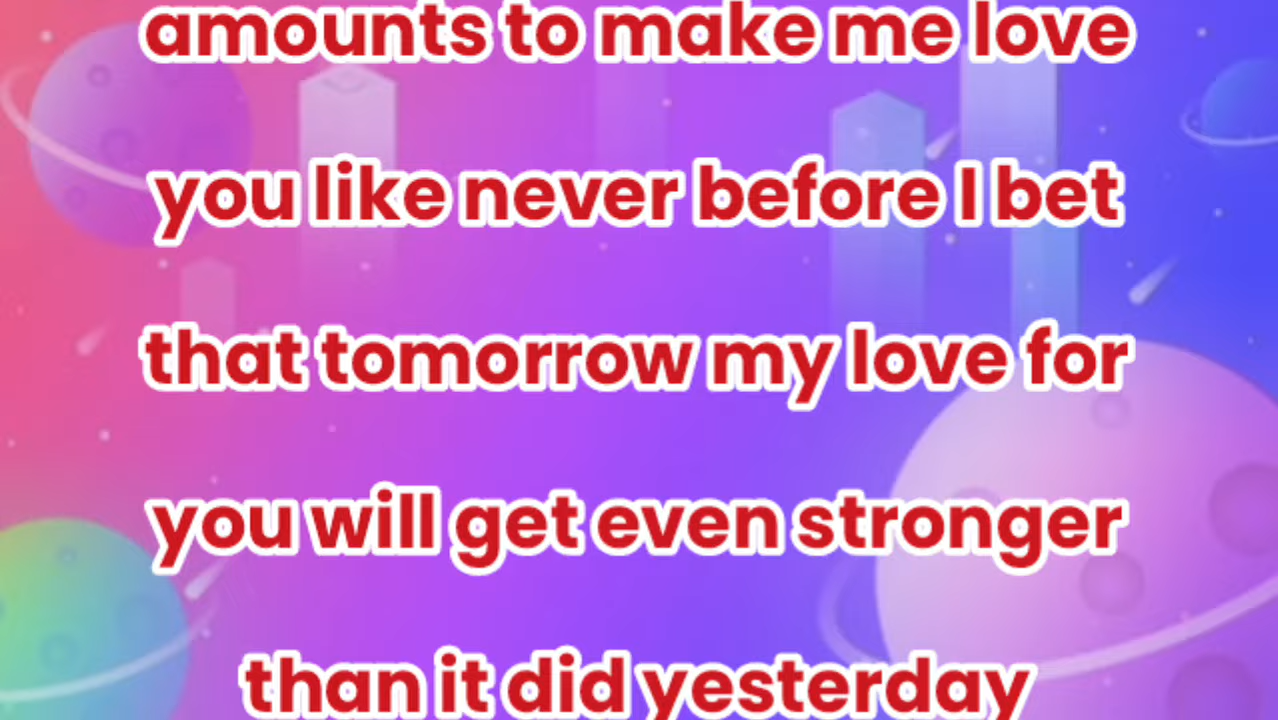 amounts to make me love
you like never before I bet
that tomorrow my love for
you will get even stronger
than it did yesterday